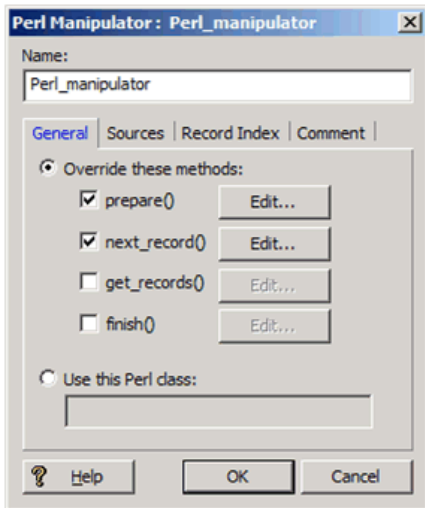 Perl Manipulator : Perl_manipulator
Name:
Perl_manipulator
General Sources Record Index Comment
Override these methods:
prepare() Edit...
next_record() Edit...
get_records() Edit...
finish() Edit...
Use this Perl class:
Help OK Cancel